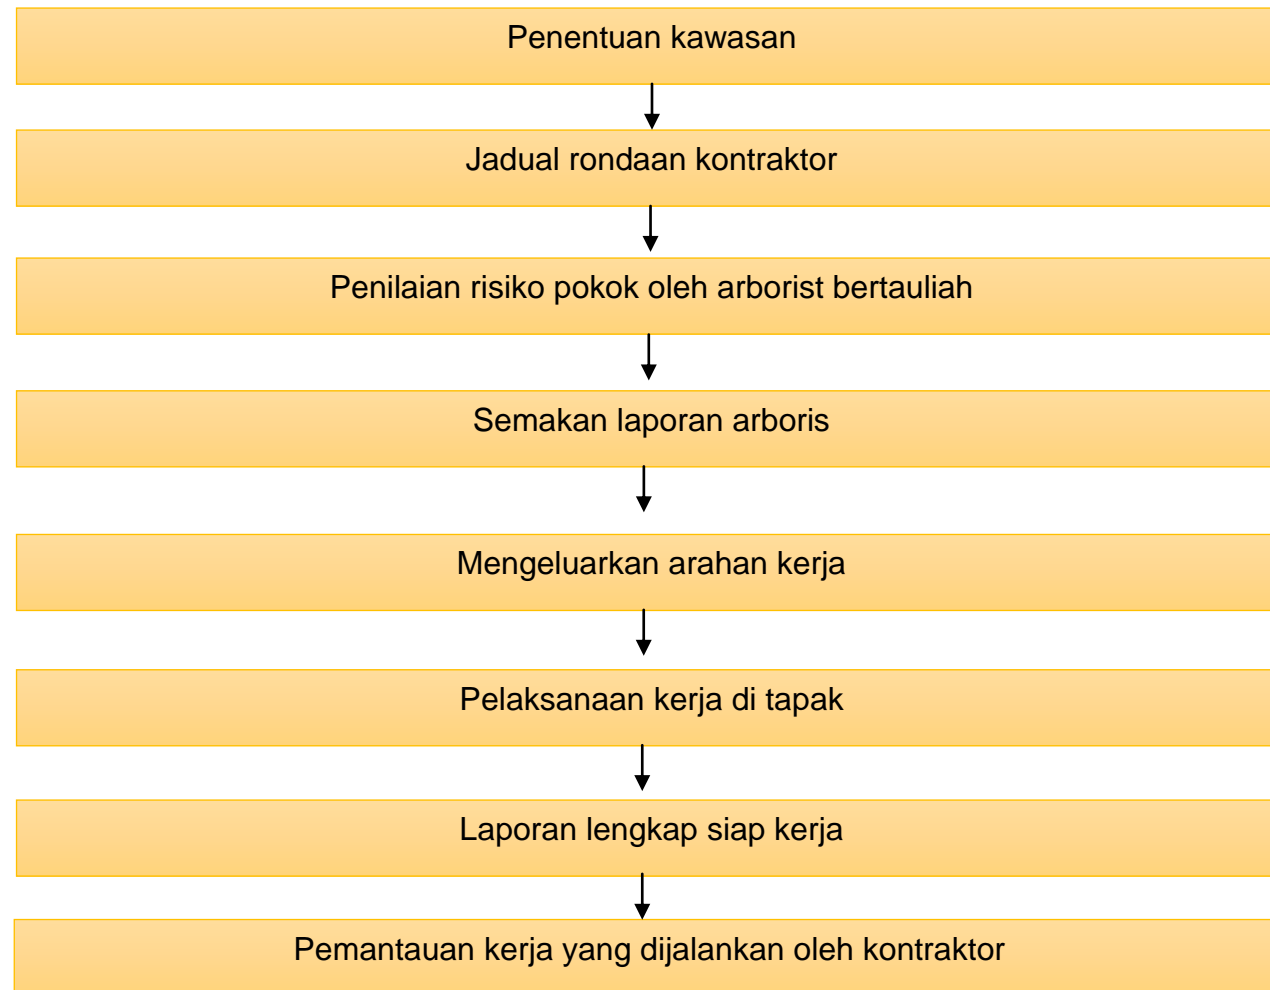 Penentuan kawasan
Jadual rondaan kontraktor
Penilaian risiko pokok oleh arborist bertauliah
Semakan laporan arboris
Mengeluarkan arahan kerja
Pelaksanaan kerja di tapak
Laporan lengkap siap kerja
Pemantauan kerja yang dijalankan oleh kontraktor